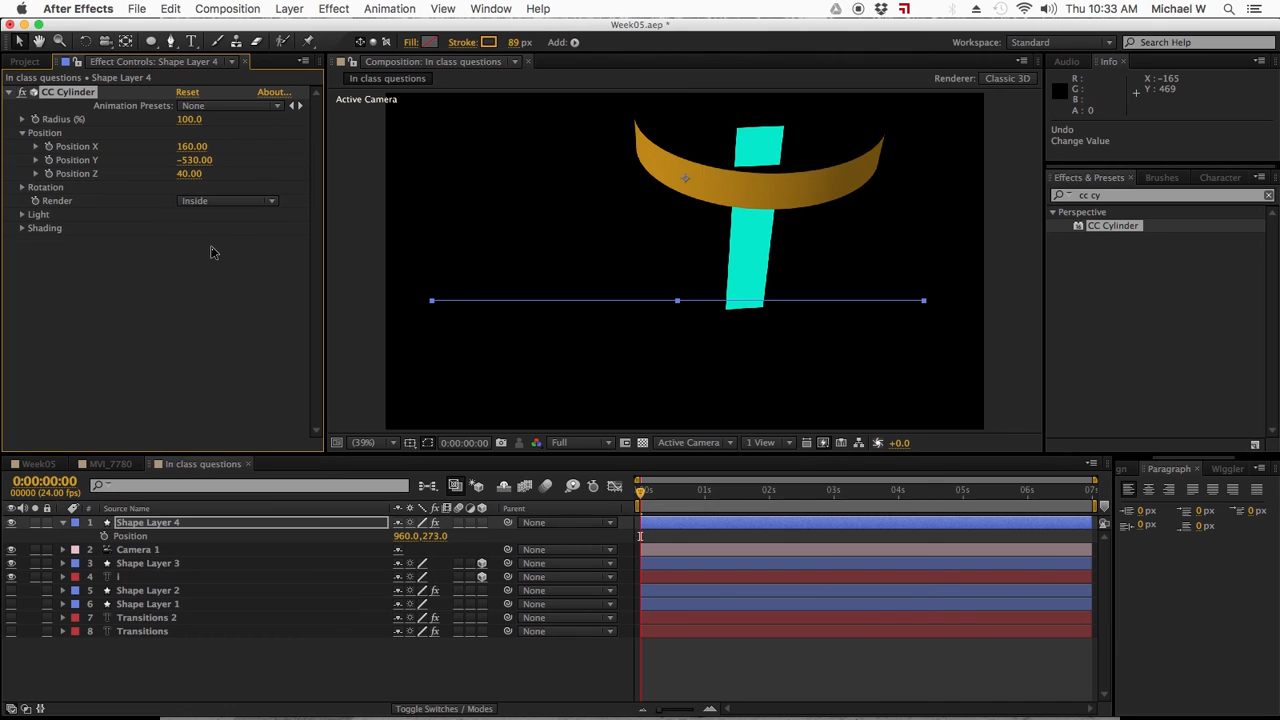 After Effects File Edit Composition Layer Effect Animation View Window Help Thu 10:33 AM Michael W
Week05.aep *
Fill: Stroke: 89 px Add: Workspace: Standard Search Help
Project Effect Controls: Shape Layer 4 Composition: In class questions Audio Info
In class questions • Shape Layer 4 In class questions Renderer: Classic 3D
fx CC Cylinder Reset About...
Animation Presets: None
Radius (%) 100.0
Position
Position X 160.00
Position Y -530.00
Position Z 40.00
Rotation
Render Inside
Light
Shading
Active Camera
R:
G:
B:
A: 0
X: -165
Y: 469
Undo
Change Value
Effects & Presets Brushes Character
cc cy
Perspective
CC Cylinder
(39%) 0:00:00:00 Full Active Camera 1 View +0.0
Week05 MVI_7780 In class questions
0:00:00:00
00000 (24.00 fps)
01s 02s 03s 04s 05s 06s
# Source Name Parent
1 Shape Layer 4 fx None
Position 960.0,273.0
2 Camera 1 None
3 Shape Layer 3 None
4 i None
5 Shape Layer 2 fx None
6 Shape Layer 1 fx None
7 Transitions 2 fx None
8 Transitions fx None
Toggle Switches / Modes
Paragraph Wiggler
0 px 0 px 0 px
0 px 0 px